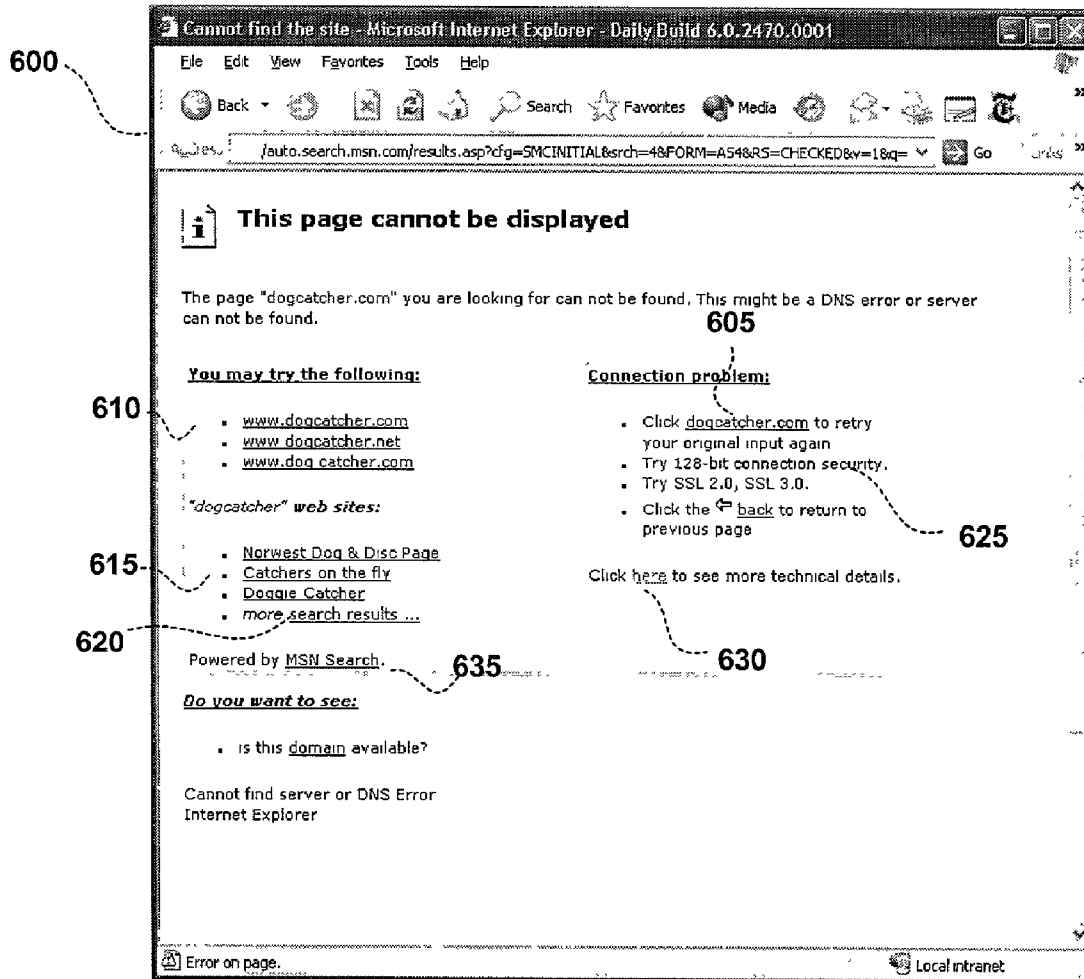 Cannot find the site - Microsoft Internet Explorer - Daily Build 6.0.2470.0001
600
File Edit View Favorites Tools Help
Back Search Favorites Media
/auto.search.msn.com/results.asp?cfg=SMCINITIAL&srch=4&FORM=AS4&RS=CHECKED&v=1&q= Go
This page cannot be displayed
The page "dogcatcher.com" you are looking for can not be found. This might be a DNS error or server
can not be found.
605
You may try the following:
610
www.dogcatcher.com
www dogcatcher.net
www.dog catcher.com
"dogcatcher" web sites:
615
Norwest Dog & Disc Page
Catchers on the fly
Doggie Catcher
more search results ...
620
Powered by MSN Search.
635
Connection problem:
Click dogcatcher.com to retry
your original input again
Try 128-bit connection security.
Try SSL 2.0, SSL 3.0.
Click the back to return to
previous page
625
Click here to see more technical details.
630
Do you want to see:
is this domain available?
Cannot find server or DNS Error
Internet Explorer
Error on page.
Local intranet